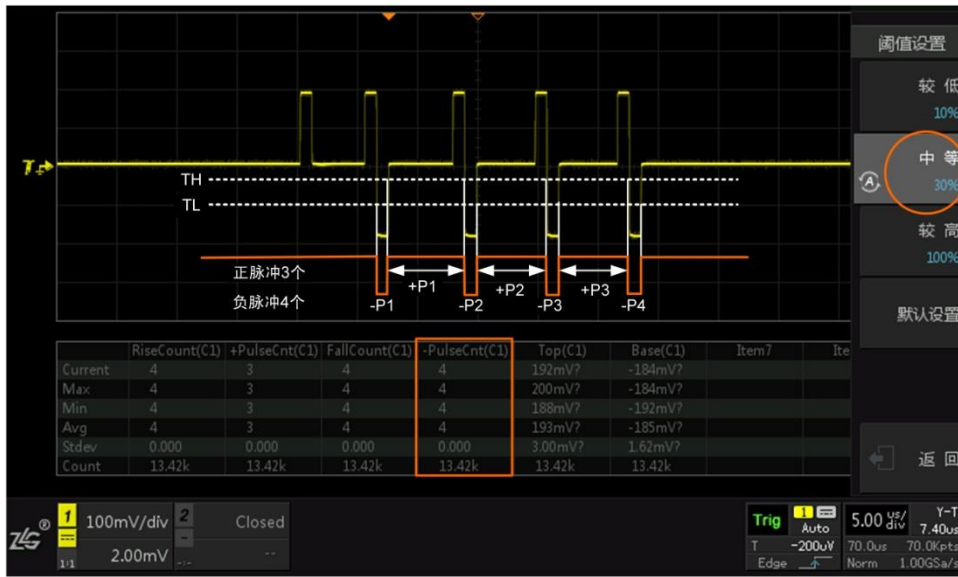 阈值设置
较 低
10%
中 等
30%
较 高
100%
默认设置
返 回
T
TH
TL
正脉冲3个
负脉冲4个
+P1
+P2
+P3
-P1
-P2
-P3
-P4
RiseCount(C1) +PulseCnt(C1) FallCount(C1) -PulseCnt(C1) Top(C1) Base(C1) Item7 Ite
Current 4 3 4 4 192mV? -184mV?
Max 4 3 4 4 200mV? -184mV?
Min 4 3 4 4 188mV? -192mV?
Avg 4 3 4 4 193mV? -185mV?
Stdev 0.000 0.000 0.000 0.000 3.00mV? 1.62mV?
Count 13.42k 13.42k 13.42k 13.42k 13.42k 13.42k
ZLG®
1 100mV/div 2 Closed
1:1 2.00mV -:- --
Trig 1 Auto
T -200uV
Edge
5.00 us/div Y-T
7.40us
70.0us 70.0Kpts
Norm 1.00GSa/s
A